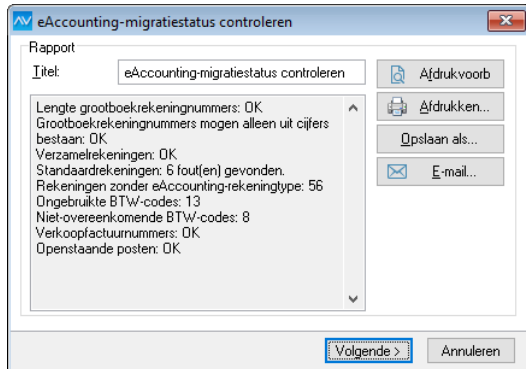 eAccounting-migratiestatus controleren
Rapport
Titel: eAccounting-migratiestatus controleren
Lengte grootboekrekeningnummers: OK
Grootboekrekeningnummers mogen alleen uit cijfers
bestaan: OK
Verzamelrekeningen: OK
Standaardrekeningen: 6 fout(en) gevonden.
Rekeningen zonder eAccounting-rekeningtype: 56
Ongebruikte BTW-codes: 13
Niet-overeenkomende BTW-codes: 8
Verkoopfactuurnummers: OK
Openstaande posten: OK
Afdrukvoorb
Afdrukken...
Opslaan als...
E-mail...
Volgende >
Annuleren